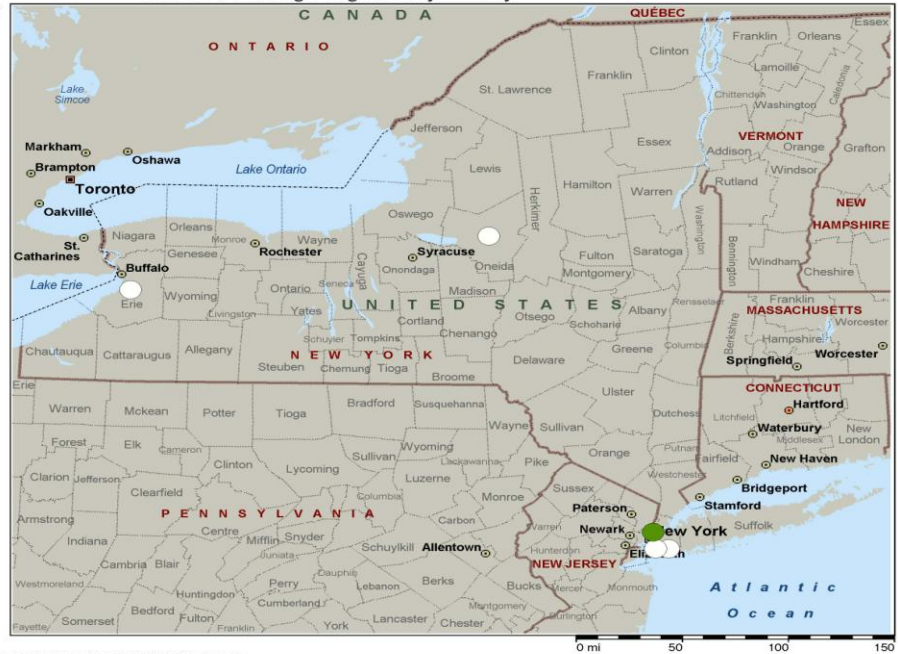 CANADA
QUÉBEC
Essex
ONTARIO
Franklin Orleans
Clinton
Lake
Simcoe
Franklin
Lamoille
Caledonia
St. Lawrence
Chittenden
Washington
Jefferson
VERMONT
Markham
Oshawa
Essex
Addison
Orange
Grafton
Brampton
Lake Ontario
Lewis
Windsor
Toronto
Hamilton
Warren
Rutland
Herkimer
NEW
HAMPSHIRE
Oakville
Oswego
Washington
Orleans
St.
Catharines
Niagara
Monroe
Wayne
Rochester
Syracuse
Fulton
Saratoga
Bennington
Genesee
Cayuga
Onondaga
Oneida
Montgomery
Windham
Cheshire
Buffalo
Lake Erie
Erie
Wyoming
Ontario
Seneca
Madison
Livingston
Yates
UNITED STATES
Otsego
Albany
Rensselaer
Franklin
MASSACHUSETTS
Cortland
Schoharie
Berkshire
Worcester
Schuyler
Tompkins
Chenango
Hampshire
Chautauqua
Cattaraugus
Allegany
NEW YORK
Greene
Columbia
Worcester
Steuben
Chemung
Tioga
Delaware
Springfield
Broome
Erie
CONNECTICUT
Ulster
Warren
Mckean
Potter
Tioga
Bradford
Susquehanna
Hartford
Dutchess
Litchfield
Wayne
Sullivan
Waterbury
New
London
Middlesex
Forest
Elk
Cameron
Sullivan
Wyoming
Putnam
Orange
Fairfield
New Haven
Clarion
Jefferson
Clinton
Lycoming
Lackawanna
Pike
Westchester
Luzerne
Sussex
Bridgeport
Clearfield
Columbia
Monroe
Stamford
Paterson
PENNSYLVANIA
Armstrong
Centre
Carbon
Warren
Newark
ew York
Suffolk
Indiana
Mifflin
Snyder
Juniata
Schuylkill
Allentown
Hunterdon
NEW JERSEY
Cambria
Blair
Dauphin
Perry
Lebanon
Berks
Bucks
Mercer
Monmouth
Atlantic
Ocean
Westmoreland
Huntingdon
Cumberland
Montgomery
Bedford
Fulton
Lancaster
Chester
Burlington
Fayette
Somerset
Franklin
York
0 mi 50 100 150